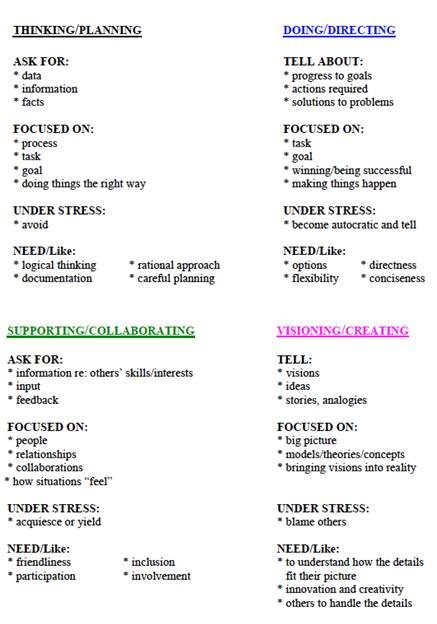 THINKING/PLANNING
ASK FOR:
* data
* information
* facts
FOCUSED ON:
* process
* task
* goal
* doing things the right way
UNDER STRESS:
* avoid
NEED/Like:
* logical thinking * rational approach
* documentation * careful planning
DOING/DIRECTING
TELL ABOUT:
* progress to goals
* actions required
* solutions to problems
FOCUSED ON:
* task
* goal
* winning/being successful
* making things happen
UNDER STRESS:
* become autocratic and tell
NEED/Like:
* options * directness
* flexibility * conciseness
SUPPORTING/COLLABORATING
ASK FOR:
* information re: others’ skills/interests
* input
* feedback
FOCUSED ON:
* people
* relationships
* collaborations
* how situations “feel”
UNDER STRESS:
* acquiesce or yield
NEED/Like:
* friendliness * inclusion
* participation * involvement
VISIONING/CREATING
TELL:
* visions
* ideas
* stories, analogies
FOCUSED ON:
* big picture
* models/theories/concepts
* bringing visions into reality
UNDER STRESS:
* blame others
NEED/Like:
* to understand how the details
fit their picture
* innovation and creativity
* others to handle the details